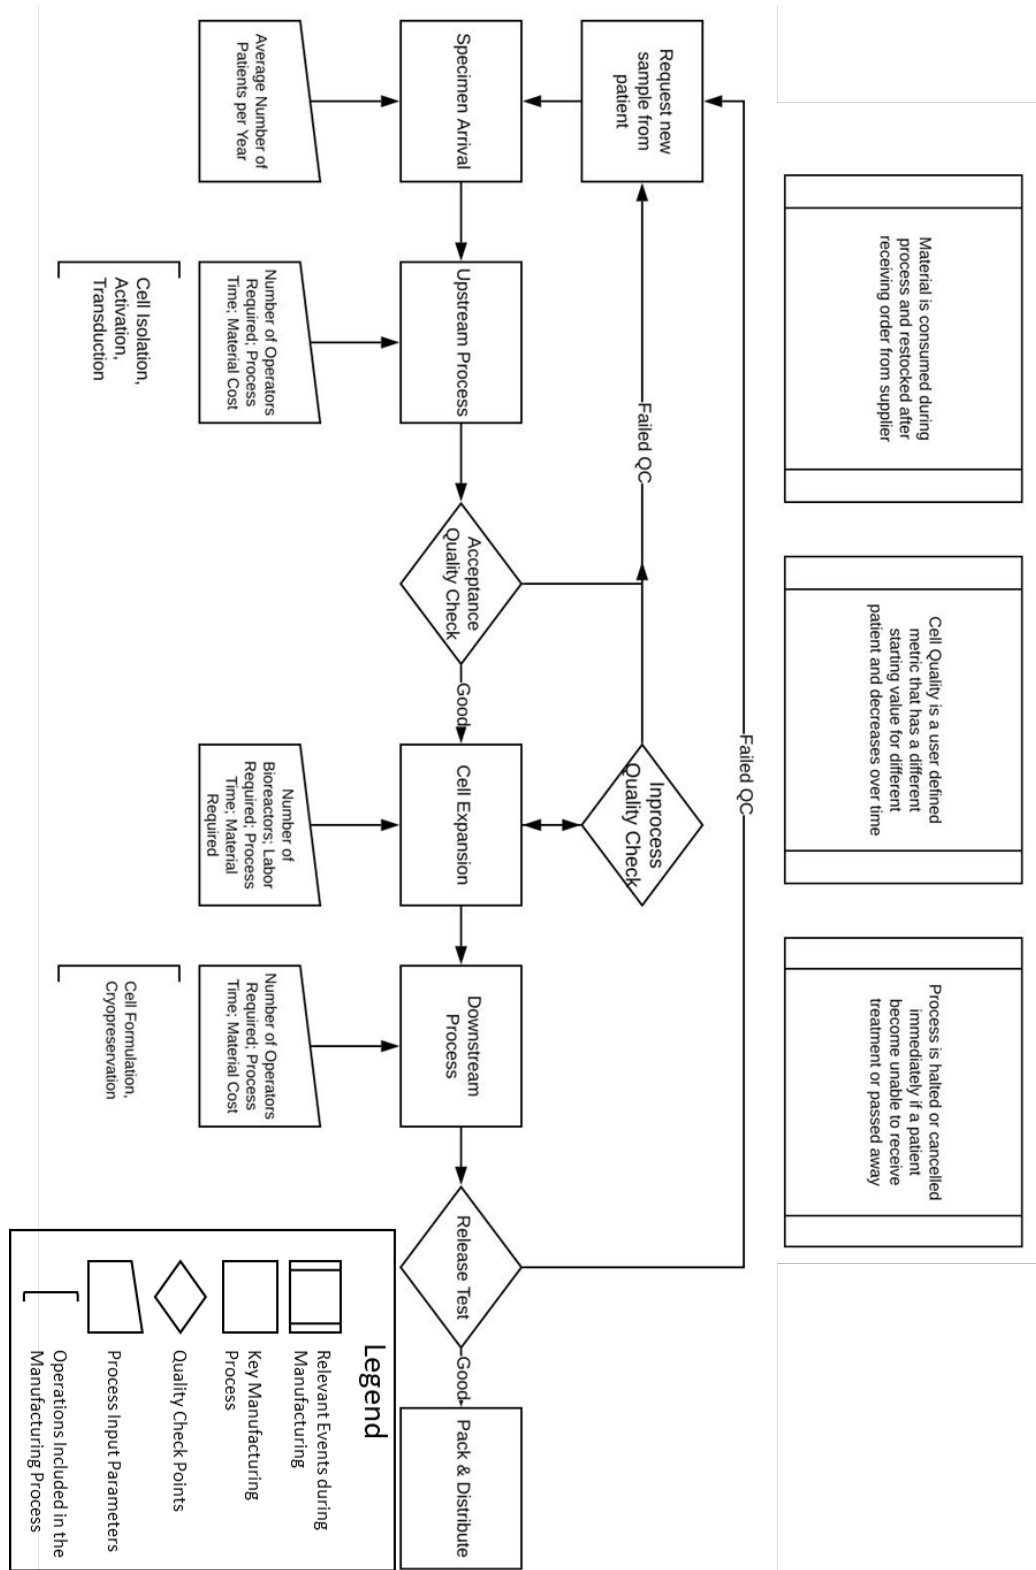 Material is consumed during
process and restocked after
receiving order from supplier
Cell Quality is a user defined
metric that has a different
starting value for different
patient and decreases over time
Process is halted or cancelled
immediately if a patient
become unable to receive
treatment or passed away
Failed QC
Request new
sample from
patient
Failed QC
Inprocess
Quality Check
Specimen Arrival
Upstream Process
Acceptance
Quality Check
Good
Cell Expansion
Downstream
Process
Release Test
Good
Pack & Distribute
Average Number of
Patients per Year
Number of Operators
Required; Process
Time; Material Cost
Number of
Bioreactors; Labor
Required; Process
Time; Material
Required
Number of Operators
Required; Process
Time; Material Cost
Cell Isolation,
Activation,
Transduction
Cell Formulation,
Cryopreservation
Legend
Relevant Events during
Manufacturing
Key Manufacturing
Process
Quality Check Points
Process Input Parameters
Operations Included in the
Manufacturing Process